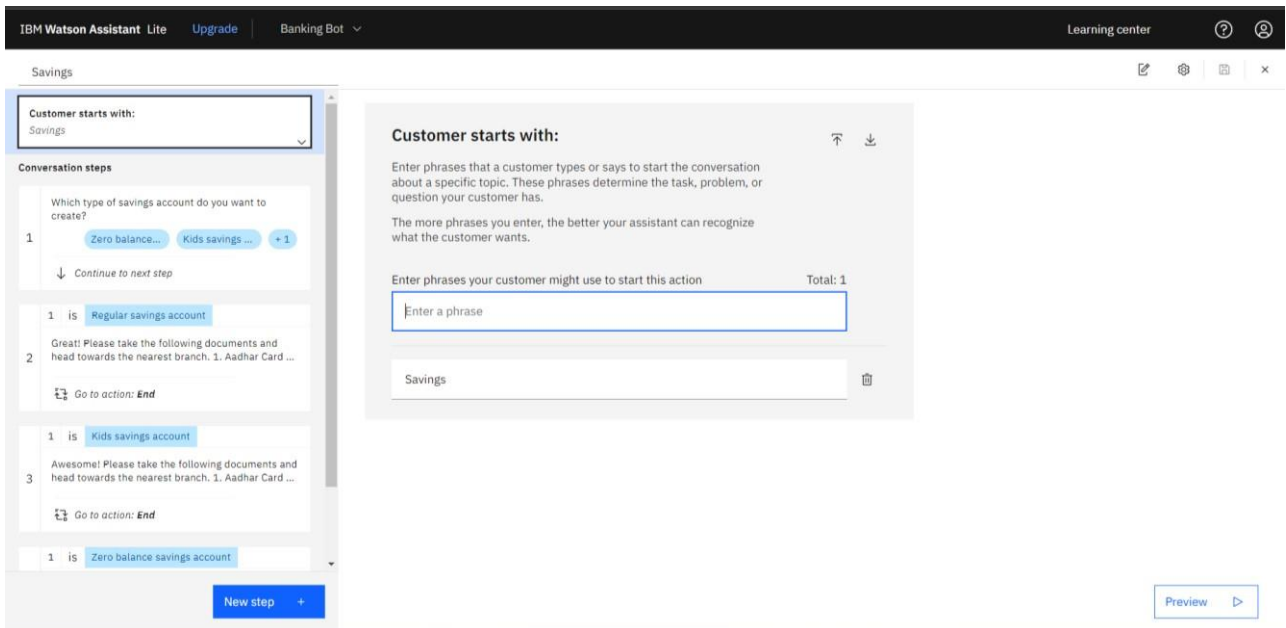 IBM Watson Assistant Lite Upgrade Banking Bot Learning center
Savings
Customer starts with:
Savings
Conversation steps
Which type of savings account do you want to
create?
1
Zero balance... Kids savings ... + 1
Continue to next step
1 is Regular savings account
Great! Please take the following documents and
2 head towards the nearest branch. 1. Aadhar Card ...
Go to action: End
1 is Kids savings account
Awesome! Please take the following documents and
3 head towards the nearest branch. 1. Aadhar Card ...
Go to action: End
1 is Zero balance savings account
New step +
Customer starts with:
Enter phrases that a customer types or says to start the conversation
about a specific topic. These phrases determine the task, problem, or
question your customer has.
The more phrases you enter, the better your assistant can recognize
what the customer wants.
Enter phrases your customer might use to start this action Total: 1
Enter a phrase
Savings
Preview